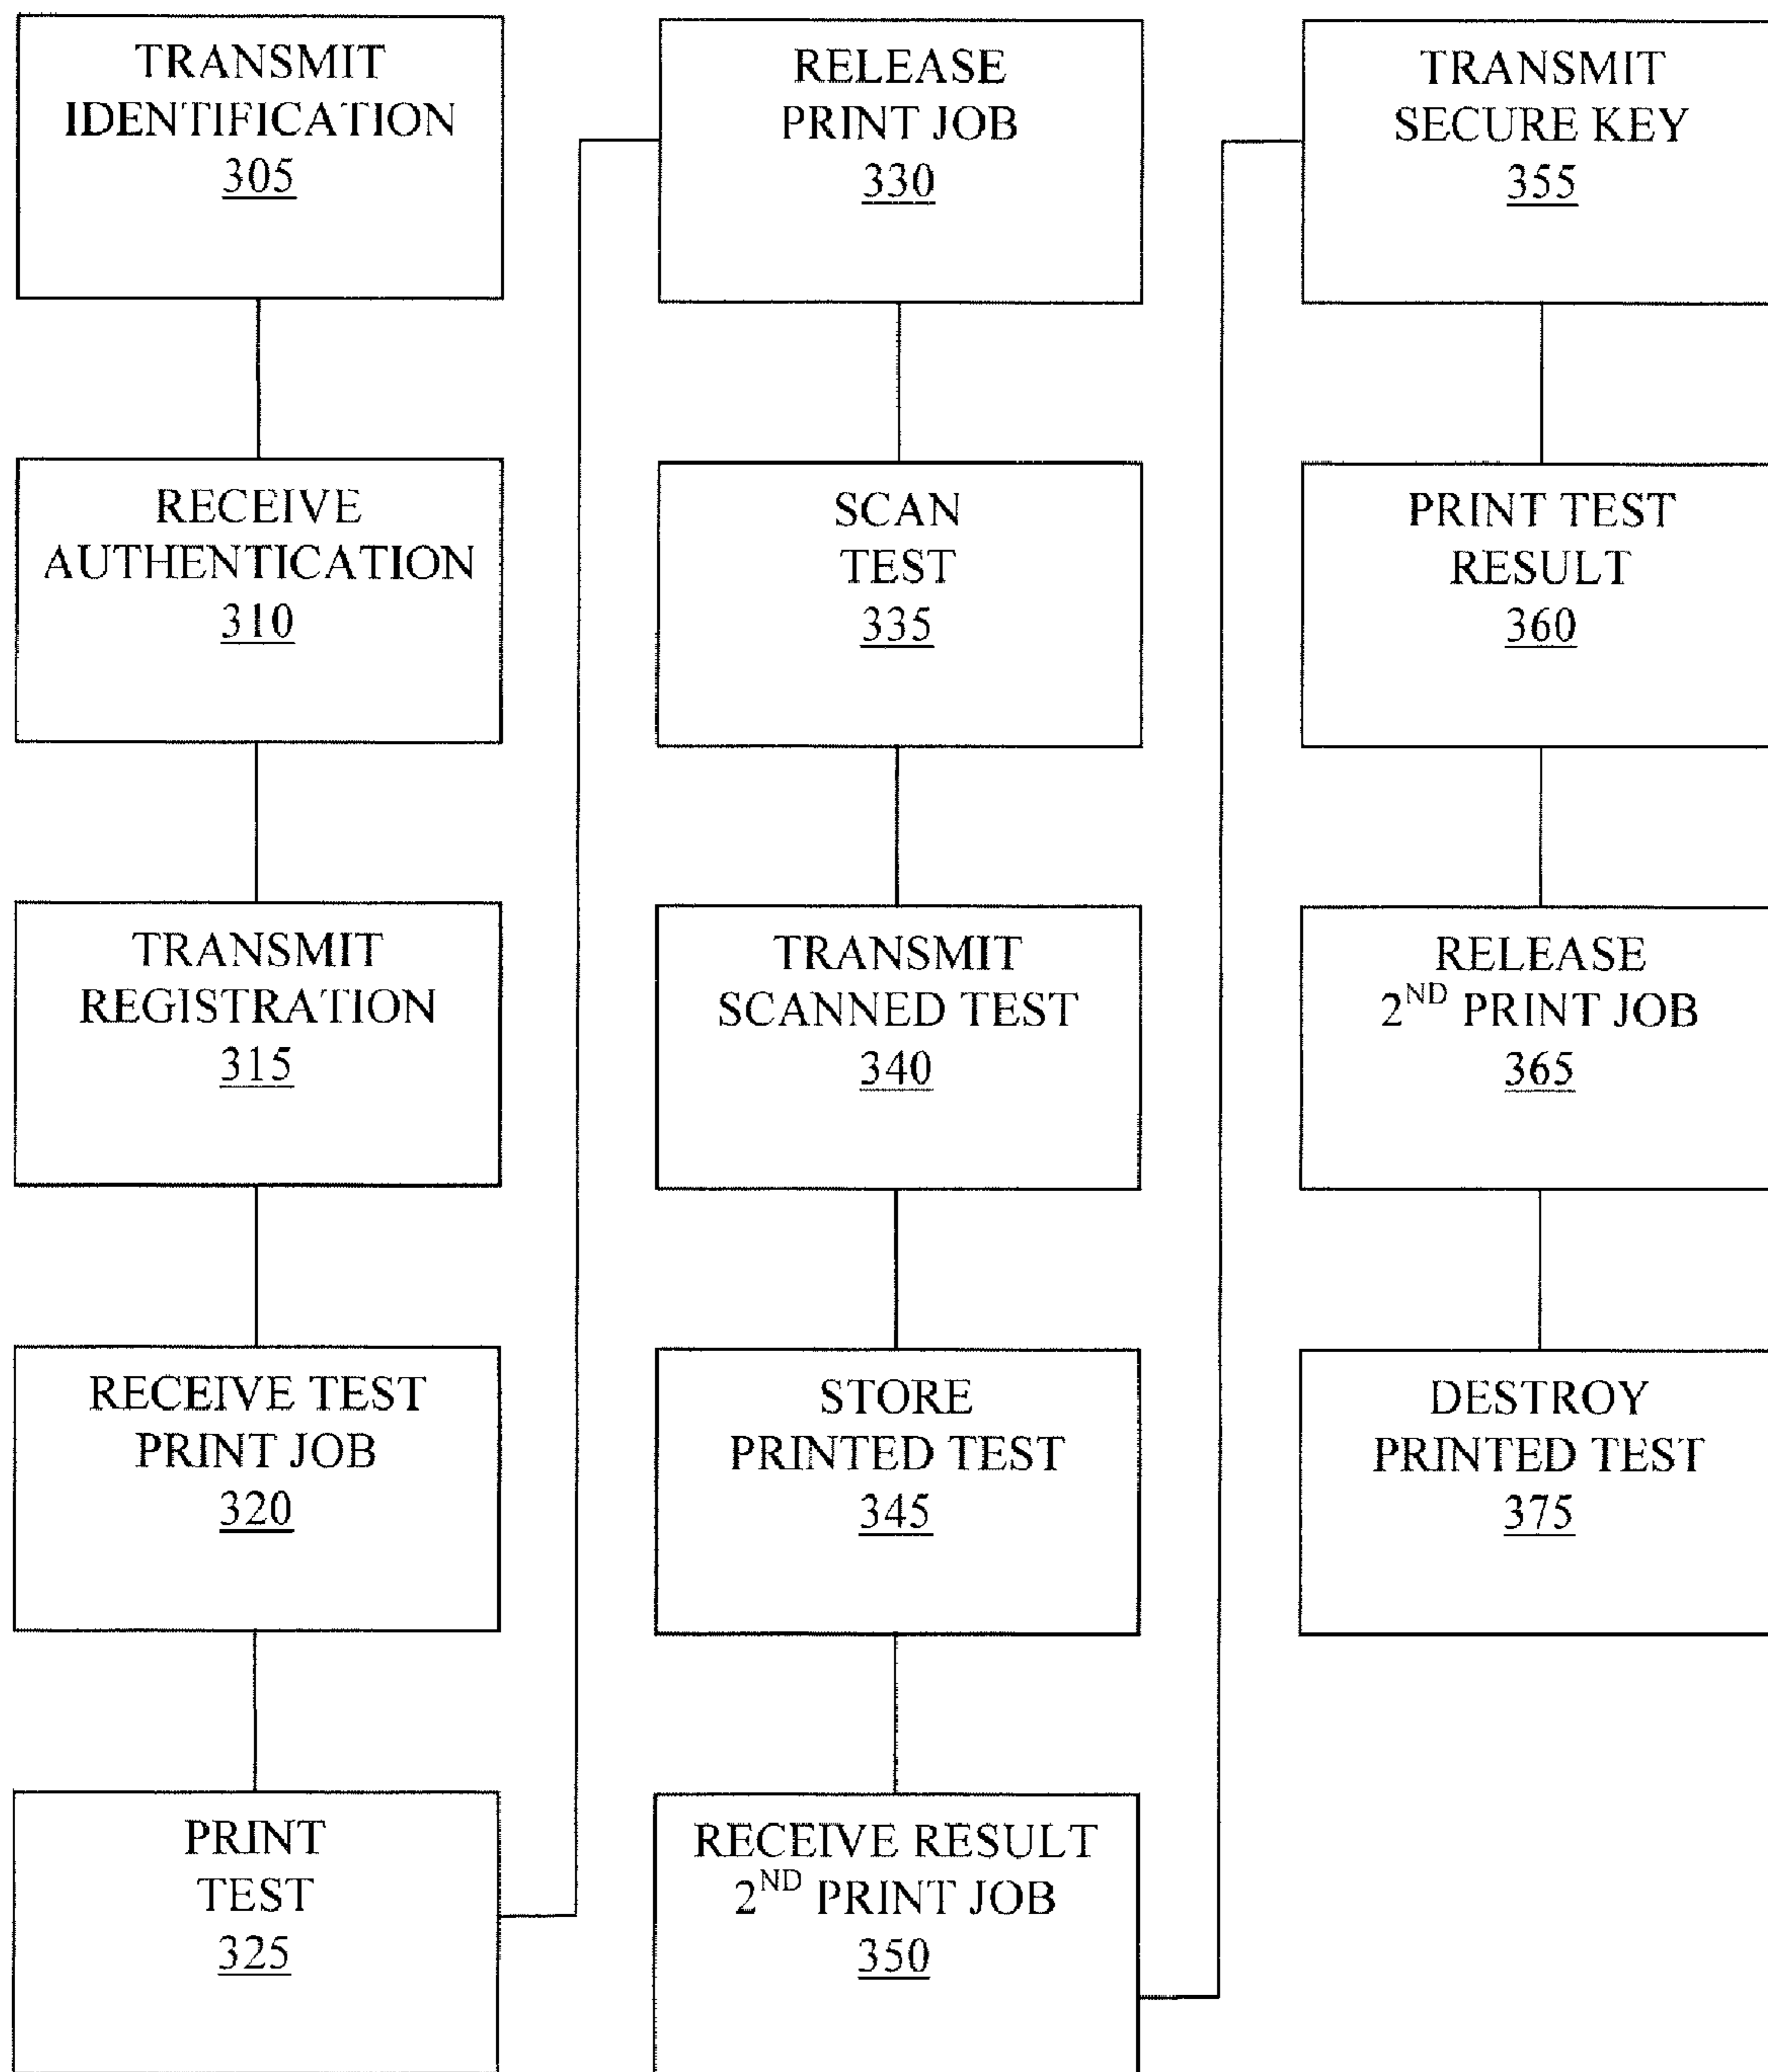 TRANSMIT
IDENTIFICATION
305
RECEIVE
AUTHENTICATION
310
TRANSMIT
REGISTRATION
315
RECEIVE TEST
PRINT JOB
320
PRINT
TEST
325
RELEASE
PRINT JOB
330
SCAN
TEST
335
TRANSMIT
SCANNED TEST
340
STORE
PRINTED TEST
345
RECEIVE RESULT
2ND PRINT JOB
350
TRANSMIT
SECURE KEY
355
PRINT TEST
RESULT
360
RELEASE
2ND PRINT JOB
365
DESTROY
PRINTED TEST
375